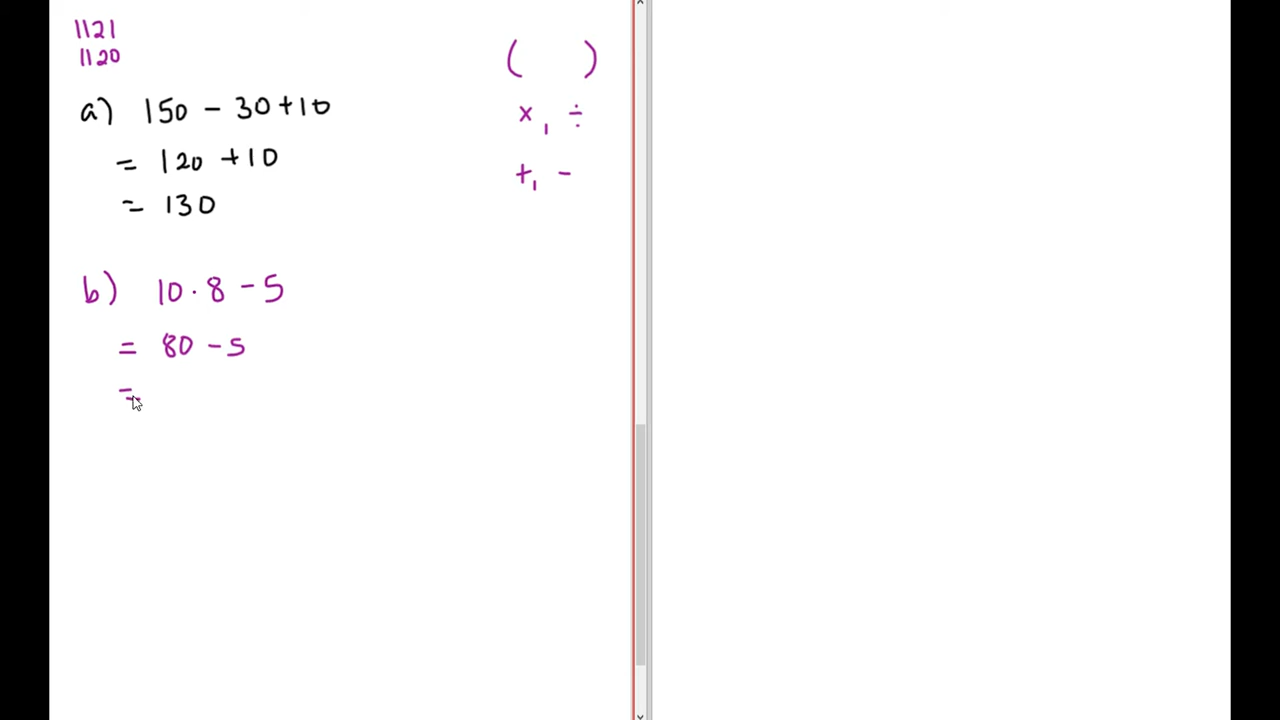 1121
1120
( )
a) 150 - 30 + 10
×, ÷
= 120 + 10
+, -
= 130
b) 10 · 8 - 5
= 80 - 5
=